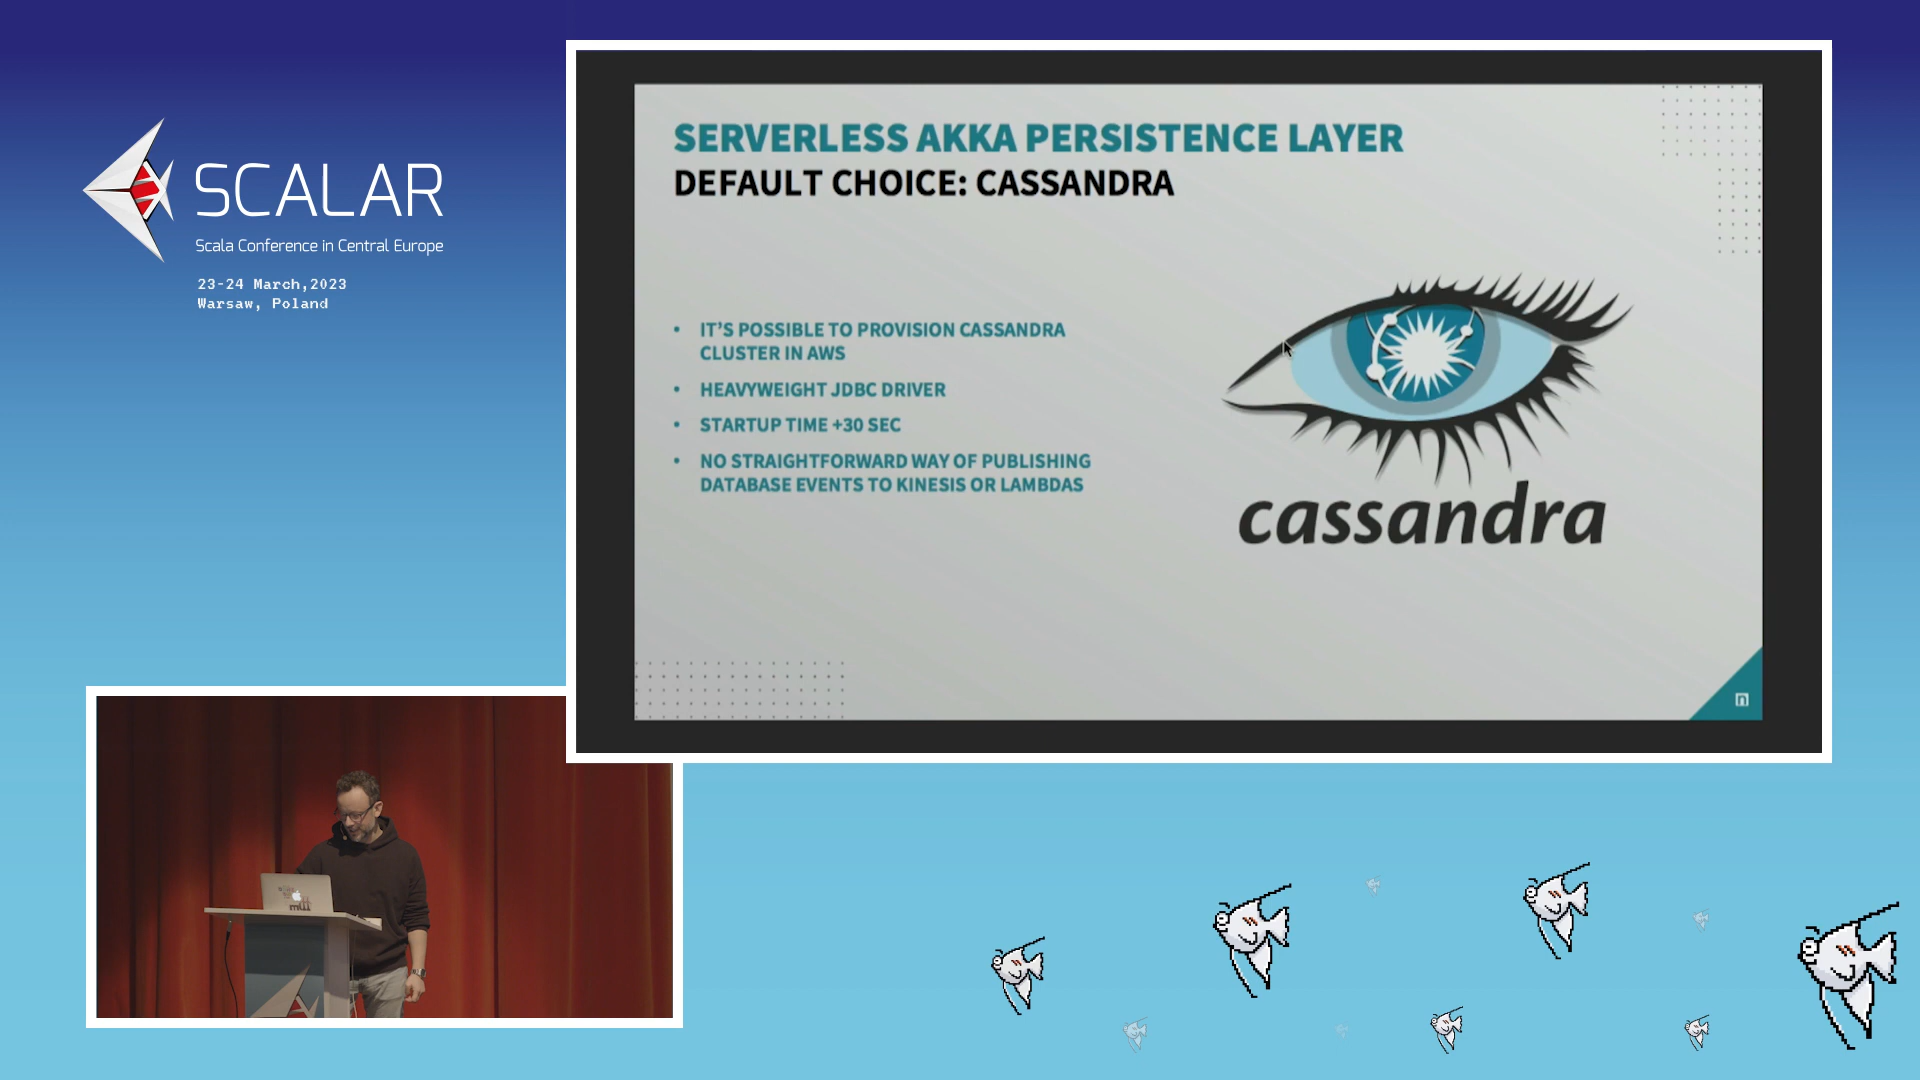 SCALAR
Scala Conference in Central Europe
23-24 March,2023
Warsaw, Poland
SERVERLESS AKKA PERSISTENCE LAYER
DEFAULT CHOICE: CASSANDRA
• IT'S POSSIBLE TO PROVISION CASSANDRA
CLUSTER IN AWS
• HEAVYWEIGHT JDBC DRIVER
• STARTUP TIME +30 SEC
• NO STRAIGHTFORWARD WAY OF PUBLISHING
DATABASE EVENTS TO KINESIS OR LAMBDAS
cassandra
n